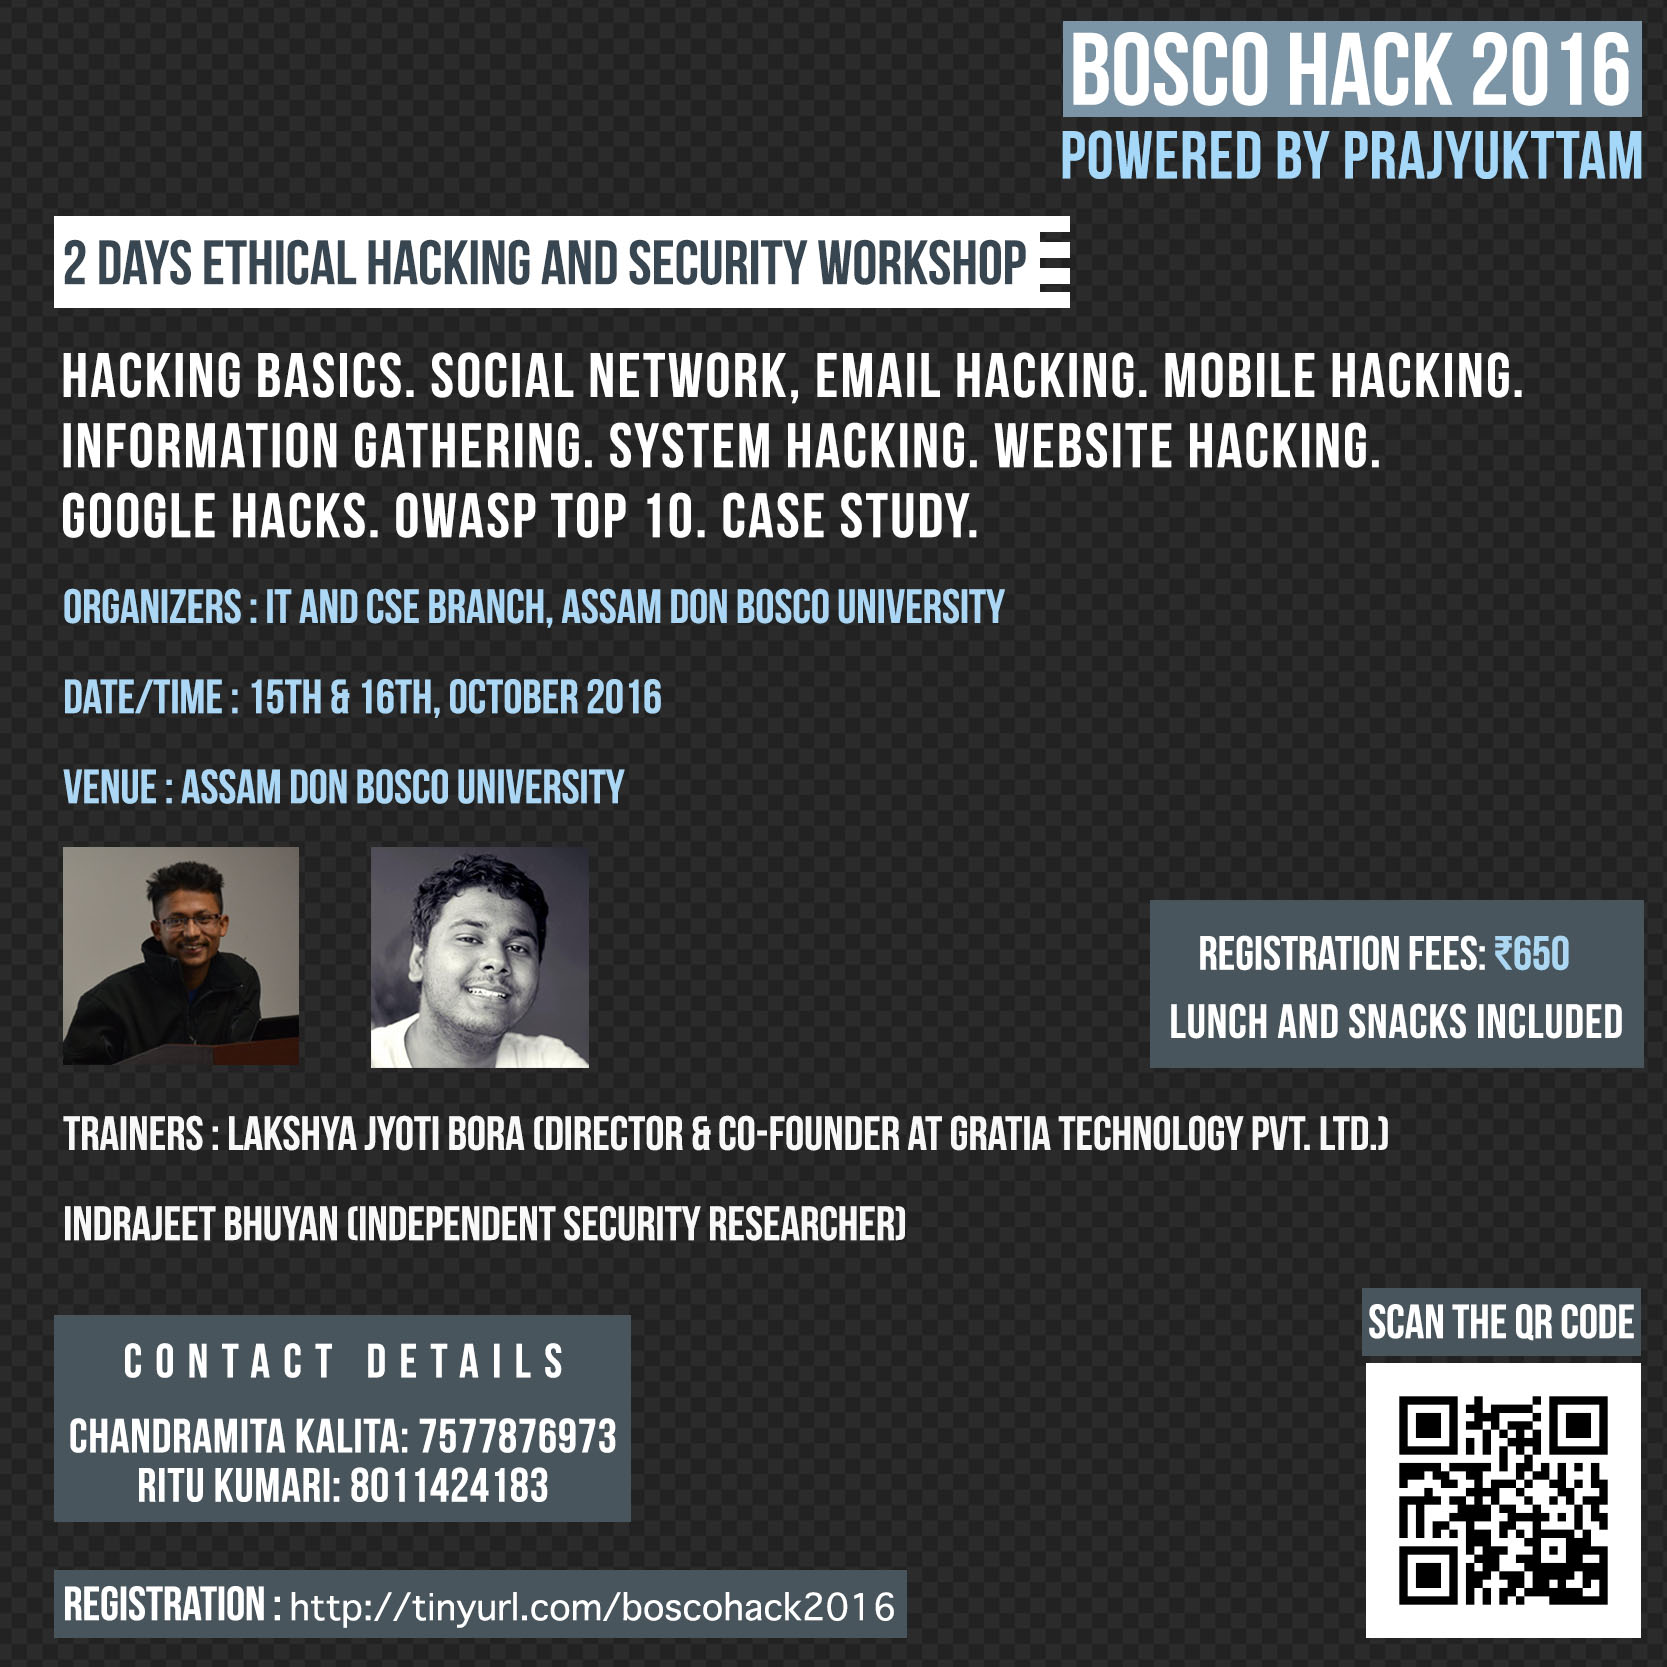 BOSCO HACK 2016
POWERED BY PRAJYUKTTAM
2 DAYS ETHICAL HACKING AND SECURITY WORKSHOP
HACKING BASICS. SOCIAL NETWORK, EMAIL HACKING. MOBILE HACKING.
INFORMATION GATHERING. SYSTEM HACKING. WEBSITE HACKING.
GOOGLE HACKS. OWASP TOP 10. CASE STUDY.
ORGANIZERS : IT AND CSE BRANCH, ASSAM DON BOSCO UNIVERSITY
DATE/TIME : 15TH & 16TH, OCTOBER 2016
VENUE : ASSAM DON BOSCO UNIVERSITY
REGISTRATION FEES: ₹650
LUNCH AND SNACKS INCLUDED
TRAINERS : LAKSHYA JYOTI BORA (DIRECTOR & CO-FOUNDER AT GRATIA TECHNOLOGY PVT. LTD.)
INDRAJEET BHUYAN (INDEPENDENT SECURITY RESEARCHER)
CONTACT DETAILS
CHANDRAMITA KALITA: 7577876973
RITU KUMARI: 8011424183
REGISTRATION : http://tinyurl.com/boscohack2016
SCAN THE QR CODE